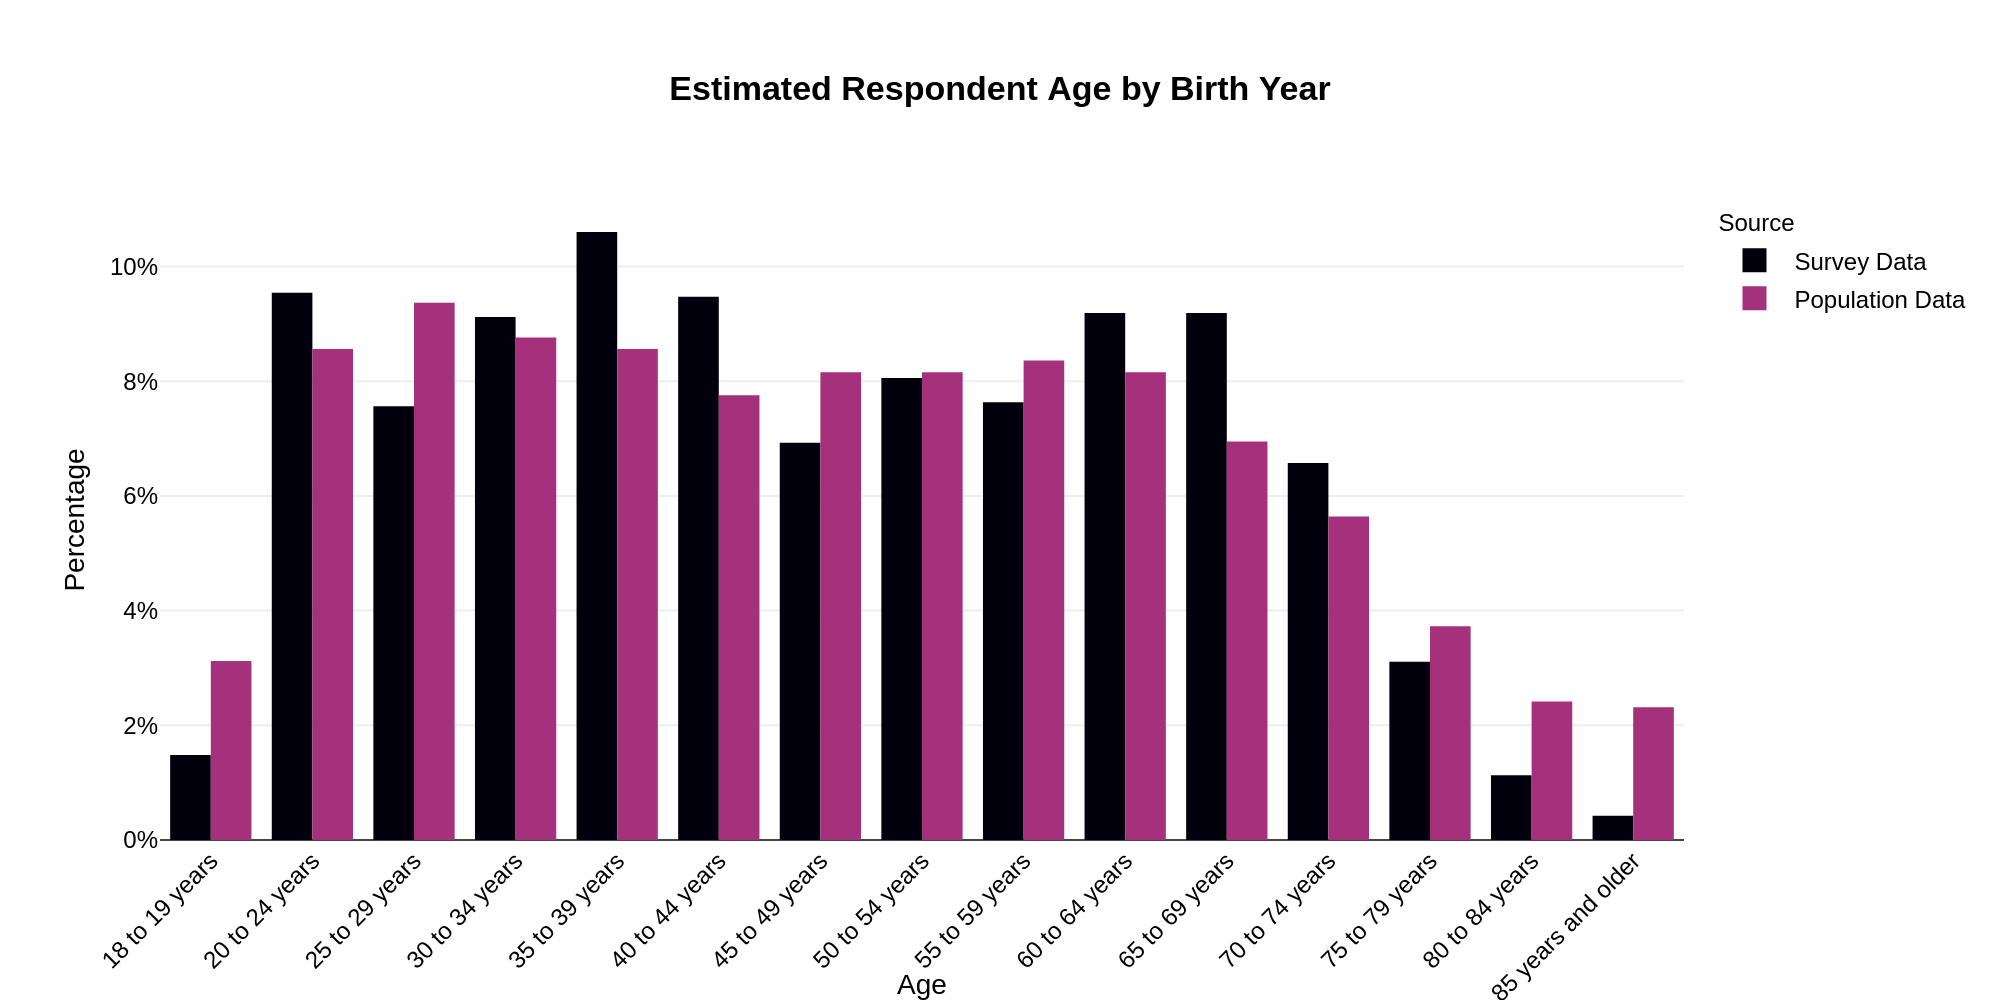 Estimated Respondent Age by Birth Year
Source
Survey Data
Population Data
Percentage
10%
8%
6%
4%
2%
0%
18 to 19 years
20 to 24 years
25 to 29 years
30 to 34 years
35 to 39 years
40 to 44 years
45 to 49 years
50 to 54 years
55 to 59 years
60 to 64 years
65 to 69 years
70 to 74 years
75 to 79 years
80 to 84 years
85 years and older
Age